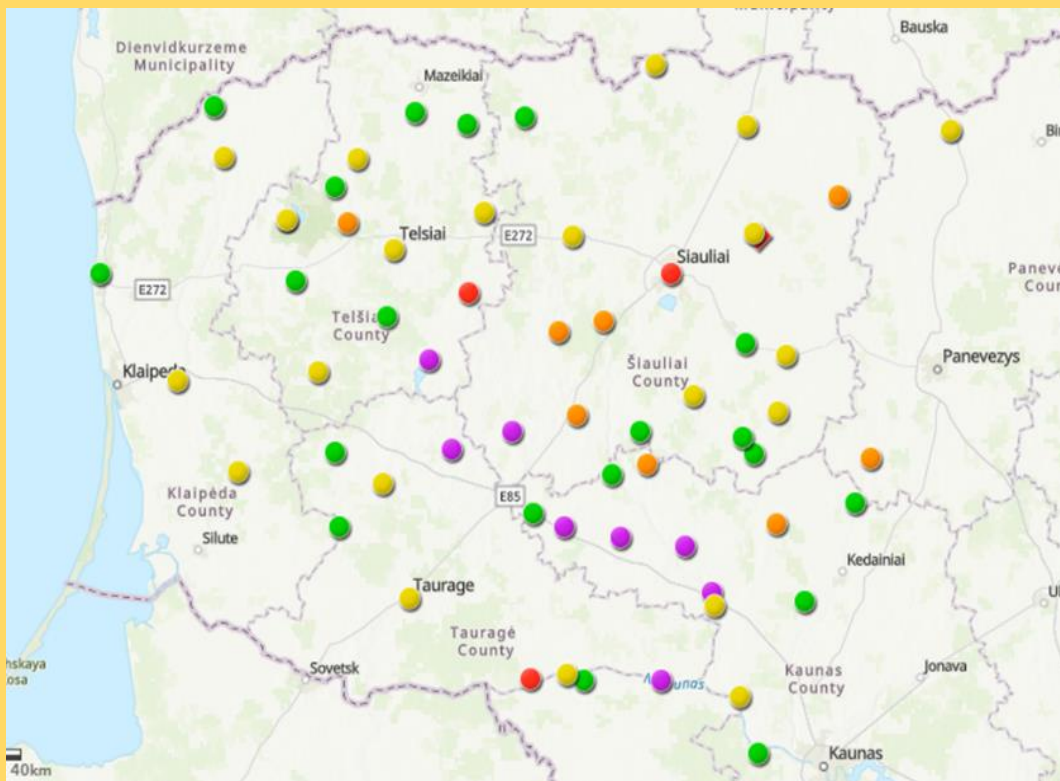 Bauska
Dienvidkurzeme
Municipality
Mazeikiai
Telsiai
E272
Siauliai
E272
Telšiai
County
Šiauliai
County
Panevezys
Klaipėda
Klaipėda
County
Silute
E85
Kedainiai
Taurage
Tauragė
County
Sovetsk
Jonava
Kaunas
County
Kaunas
40km